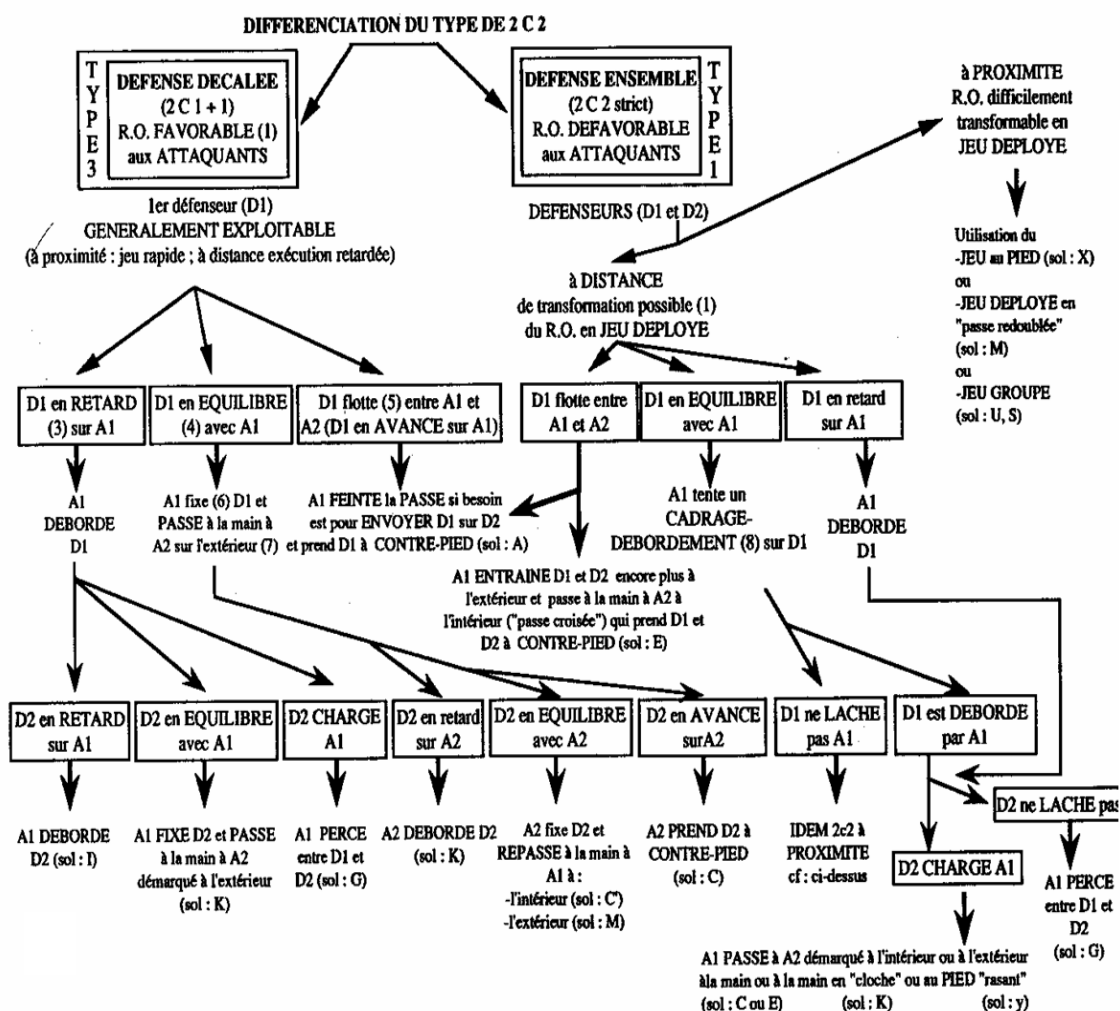 DIFFERENCIATION DU TYPE DE 2 C 2
TYPE 3
DEFENSE DECALEE
(2 C 1 + 1)
R.O. FAVORABLE (1)
aux ATTAQUANTS
DEFENSE ENSEMBLE
(2 C 2 strict)
R.O. DEFAVORABLE
aux ATTAQUANTS
TYPE 1
à PROXIMITE
R.O. difficilement
transformable en
JEU DEPLOYE
1er défenseur (D1)
GENERALEMENT EXPLOITABLE
(à proximité : jeu rapide ; à distance exécution retardée)
DEFENSEURS (D1 et D2)
à DISTANCE
de transformation possible (1)
du R.O. en JEU DEPLOYE
Utilisation du
-JEU au PIED (sol : X)
ou
-JEU DEPLOYE en
"passe redoublée"
(sol : M)
ou
-JEU GROUPE
(sol : U, S)
D1 en RETARD
(3) sur A1
D1 en EQUILIBRE
(4) avec A1
D1 flotte (5) entre A1 et
A2 (D1 en AVANCE sur A1)
D1 flotte entre
A1 et A2
D1 en EQUILIBRE
avec A1
D1 en retard
sur A1
A1
DEBORDE
D1
A1 fixe (6) D1 et
PASSE à la main à
A2 sur l'extérieur (7)
A1 FEINTE la PASSE si besoin
est pour ENVOYER D1 sur D2
et prend D1 à CONTRE-PIED (sol : A)
A1 tente un
CADRAGE-
DEBORDEMENT (8) sur D1
A1
DEBORDE
D1
A1 ENTRAINE D1 et D2 encore plus à
l'extérieur et passe à la main à A2 à
l'intérieur ("passe croisée") qui prend D1 et
D2 à CONTRE-PIED (sol : E)
D2 en RETARD
sur A1
D2 en EQUILIBRE
avec A1
D2 CHARGE
A1
D2 en retard
sur A2
D2 en EQUILIBRE
avec A2
D2 en AVANCE
surA2
D1 ne LACHE
pas A1
D1 est DEBORDE
par A1
D2 ne LACHE pas
A1 DEBORDE
D2 (sol : I)
A1 FIXE D2 et PASSE
à la main à A2
démarqué à l'extérieur
(sol : K)
A1 PERCE
entre D1 et
D2 (sol : G)
A2 DEBORDE D2
(sol : K)
A2 fixe D2 et
REPASSE à la main à
A1 à :
-l'intérieur (sol : C')
-l'extérieur (sol : M)
A2 PREND D2 à
CONTRE-PIED
(sol : C)
IDEM 2c2 à
PROXIMITE
cf : ci-dessus
D2 CHARGE A1
A1 PERCE
entre D1 et
D2
(sol : G)
A1 PASSE à A2 démarqué à l'intérieur ou à l'extérieur
àla main ou à la main en "cloche" ou au PIED "rasant"
(sol : C ou E) (sol : K) (sol : y)